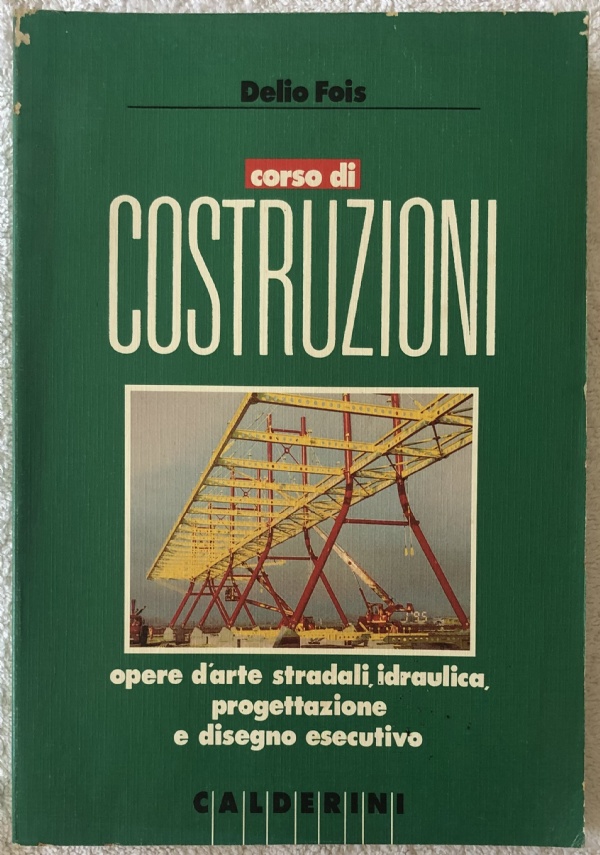 Delio Fois
corso di
COSTRUZIONI
opere d'arte stradali, idraulica,
progettazione
e disegno esecutivo
CALDERINI